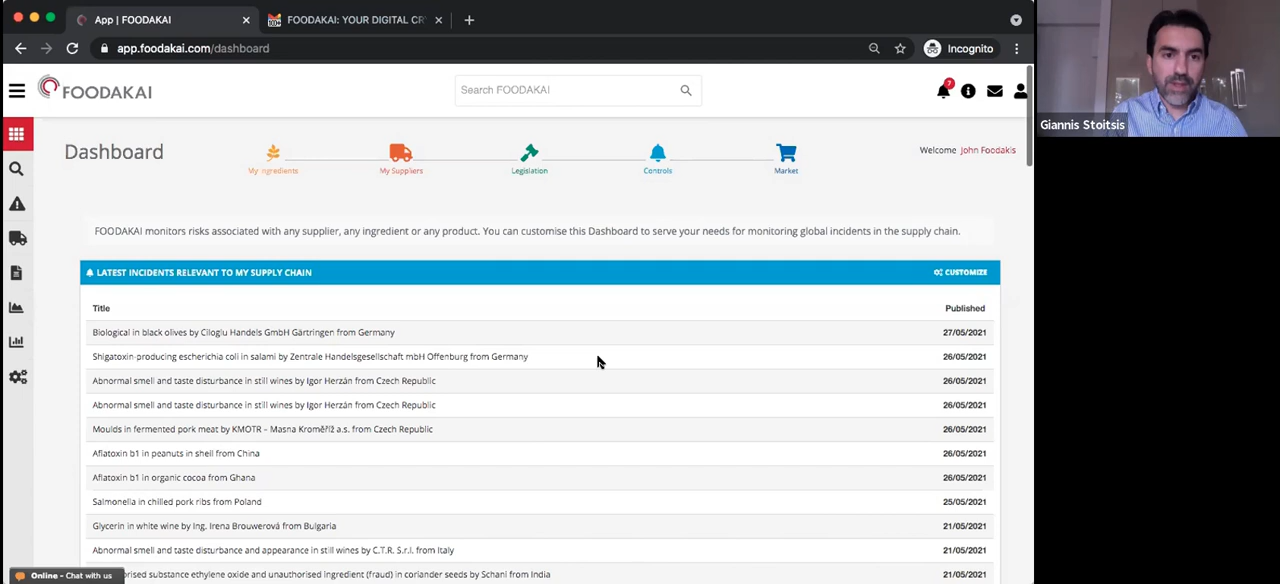 App | FOODAKAI
FOODAKAI: YOUR DIGITAL CR
app.foodakai.com/dashboard
Incognito
FOODAKAI
Search FOODAKAI
7
Giannis Stoitsis
Dashboard
My Ingredients
My Suppliers
Legislation
Controls
Market
Welcome John Foodakis
FOODAKAI monitors risks associated with any supplier, any ingredient or any product. You can customise this Dashboard to serve your needs for monitoring global incidents in the supply chain.
LATEST INCIDENTS RELEVANT TO MY SUPPLY CHAIN
CUSTOMIZE
Title Published
Biological in black olives by Ciloglu Handels GmbH Gärtringen from Germany 27/05/2021
Shigatoxin-producing escherichia coli in salami by Zentrale Handelsgesellschaft mbH Offenburg from Germany 26/05/2021
Abnormal smell and taste disturbance in still wines by Igor Herzán from Czech Republic 26/05/2021
Abnormal smell and taste disturbance in still wines by Igor Herzán from Czech Republic 26/05/2021
Moulds in fermented pork meat by KMOTR – Masna Kroměříž a.s. from Czech Republic 26/05/2021
Aflatoxin b1 in peanuts in shell from China 26/05/2021
Aflatoxin b1 in organic cocoa from Ghana 26/05/2021
Salmonella in chilled pork ribs from Poland 25/05/2021
Glycerin in white wine by Ing. Irena Brouwerová from Bulgaria 21/05/2021
Abnormal smell and taste disturbance and appearance in still wines by C.T.R. S.r.l. from Italy 21/05/2021
orised substance ethylene oxide and unauthorised ingredient (fraud) in coriander seeds by Schani from India 21/05/2021
Online - Chat with us